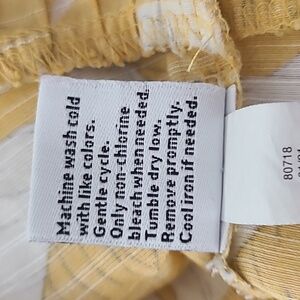 Machine wash cold
with like colors.
Gentle cycle.
Only non-chlorine
bleach when needed.
Tumble dry low.
Remove promptly.
Cool iron if needed.
80718